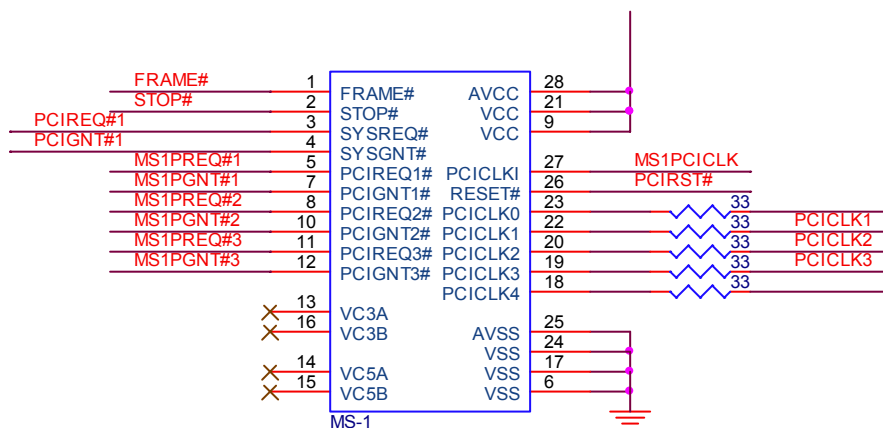 FRAME# 1 FRAME# AVCC 28
STOP# 2 STOP# VCC 21
PCIREQ#1 3 SYSREQ# VCC 9
PCIGNT#1 4 SYSGNT#
MS1PREQ#1 5 PCIREQ1# PCICLKI 27 MS1PCICLK
MS1PGNT#1 7 PCIGNT1# RESET# 26 PCIRST#
MS1PREQ#2 8 PCIREQ2# PCICLK0 23 33
MS1PGNT#2 10 PCIGNT2# PCICLK1 22 33 PCICLK1
MS1PREQ#3 11 PCIREQ3# PCICLK2 20 33 PCICLK2
MS1PGNT#3 12 PCIGNT3# PCICLK3 19 33 PCICLK3
PCICLK4 18 33
13 VC3A AVSS 25
16 VC3B VSS 24
14 VC5A VSS 17
15 VC5B VSS 6
MS-1